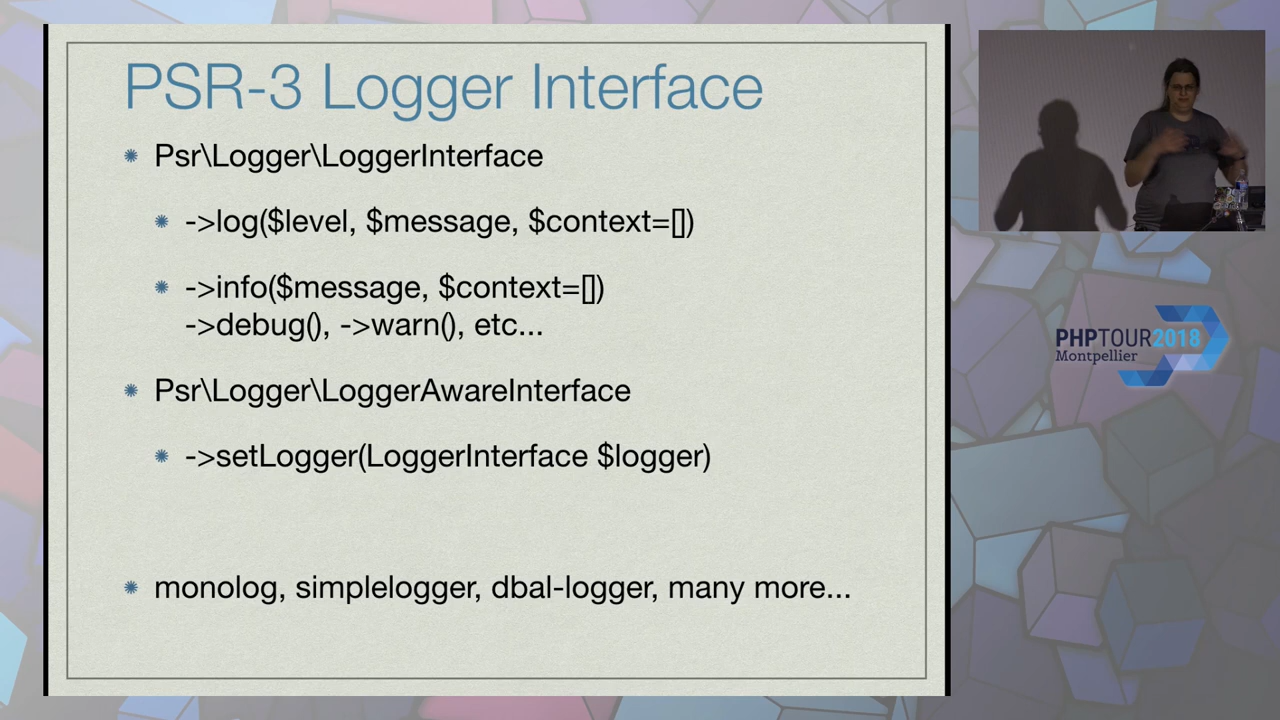 PSR-3 Logger Interface
Psr\Logger\LoggerInterface
->log($level, $message, $context=[])
->info($message, $context=[])
->debug(), ->warn(), etc...
Psr\Logger\LoggerAwareInterface
->setLogger(LoggerInterface $logger)
monolog, simplelogger, dbal-logger, many more...
PHPTOUR2018
Montpellier